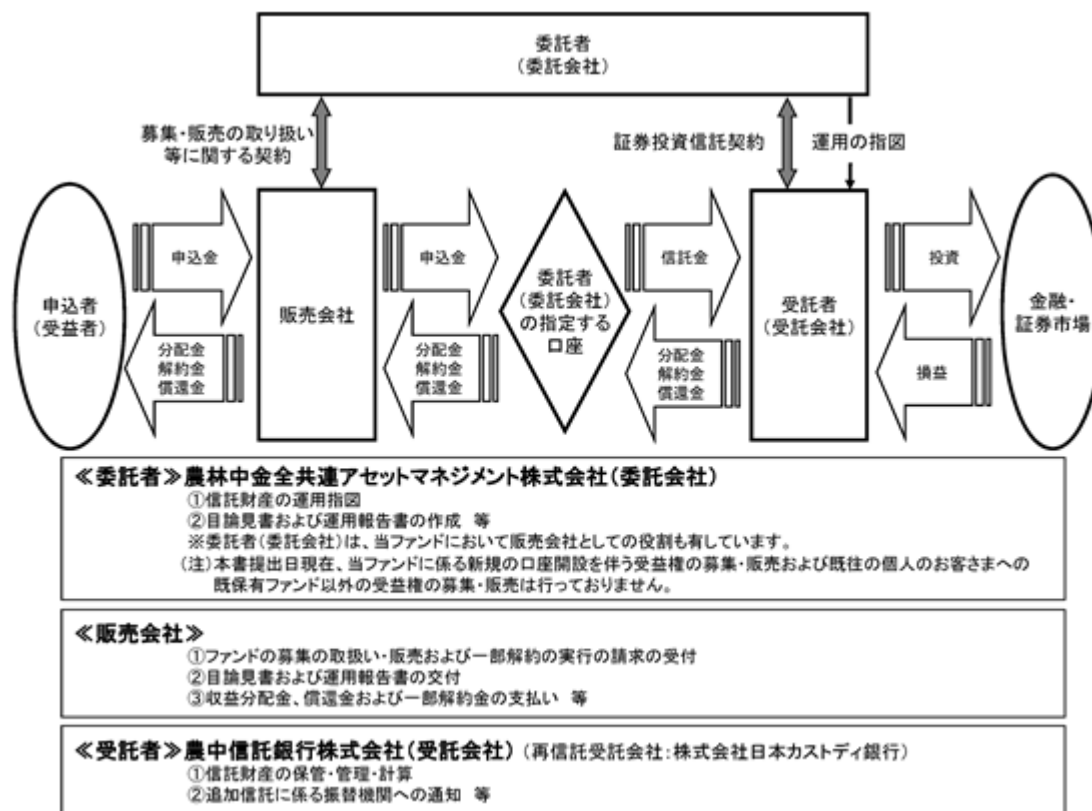 委託者
（委託会社）
募集・販売の取り扱い
等に関する契約
証券投資信託契約
運用の指図
申込金
申込金
信託金
投資
申込者
（受益者）
販売会社
委託者
（委託会社）
の指定する
口座
受託者
（受託会社）
金融・
証券市場
分配金
解約金
償還金
分配金
解約金
償還金
分配金
解約金
償還金
損益
≪委託者≫農林中金全共連アセットマネジメント株式会社（委託会社）
①信託財産の運用指図
②目論見書および運用報告書の作成　等
※委託者（委託会社）は、当ファンドにおいて販売会社としての役割も有しています。
（注）本書提出日現在、当ファンドに係る新規の口座開設を伴う受益権の募集・販売および既往の個人のお客さまへの
既保有ファンド以外の受益権の募集・販売は行っておりません。
≪販売会社≫
①ファンドの募集の取扱い・販売および一部解約の実行の請求の受付
②目論見書および運用報告書の交付
③収益分配金、償還金および一部解約金の支払い　等
≪受託者≫農中信託銀行株式会社（受託会社）（再信託受託会社：株式会社日本カストディ銀行）
①信託財産の保管・管理・計算
②追加信託に係る振替機関への通知　等